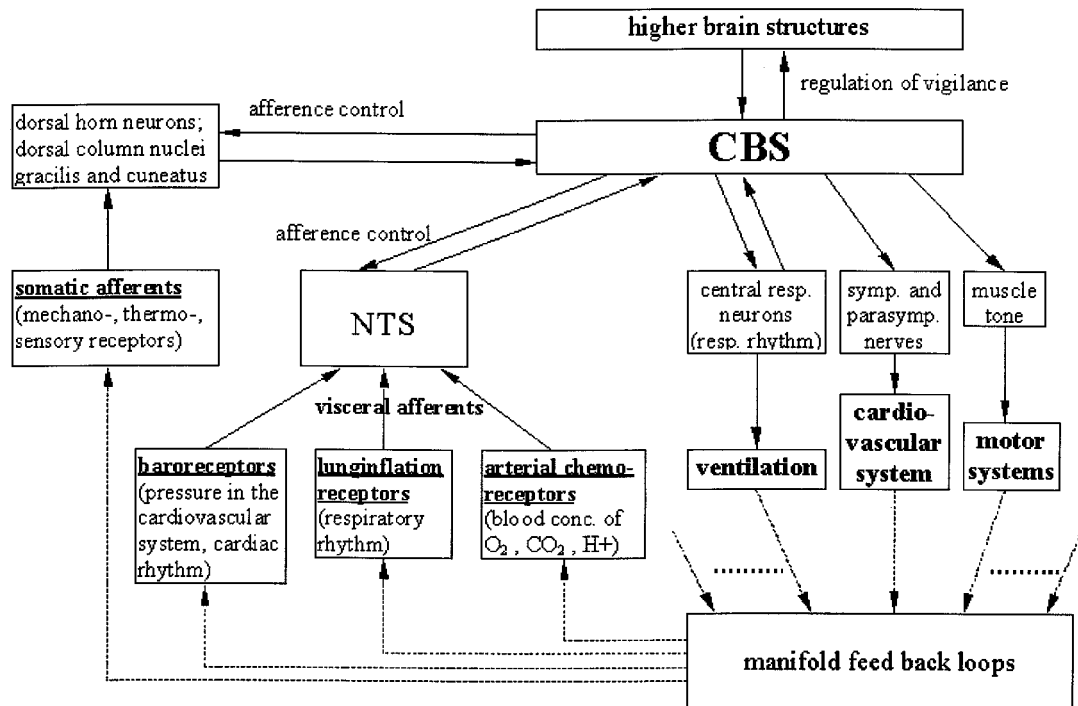 higher brain structures
regulation of vigilance
afference control
dorsal horn neurons;
dorsal column nuclei
gracilis and cuneatus
CBS
afference control
somatic afferents
(mechano-, thermo-,
sensory receptors)
NTS
central resp.
neurons
(resp. rhythm)
symp. and
parasymp.
nerves
muscle
tone
visceral afferents
baroreceptors
(pressure in the
cardiovascular
system, cardiac
rhythm)
lunginflation
receptors
(respiratory
rhythm)
arterial chemo-
receptors
(blood conc. of
O₂ , CO₂ , H+)
ventilation
cardio-
vascular
system
motor
systems
manifold feed back loops